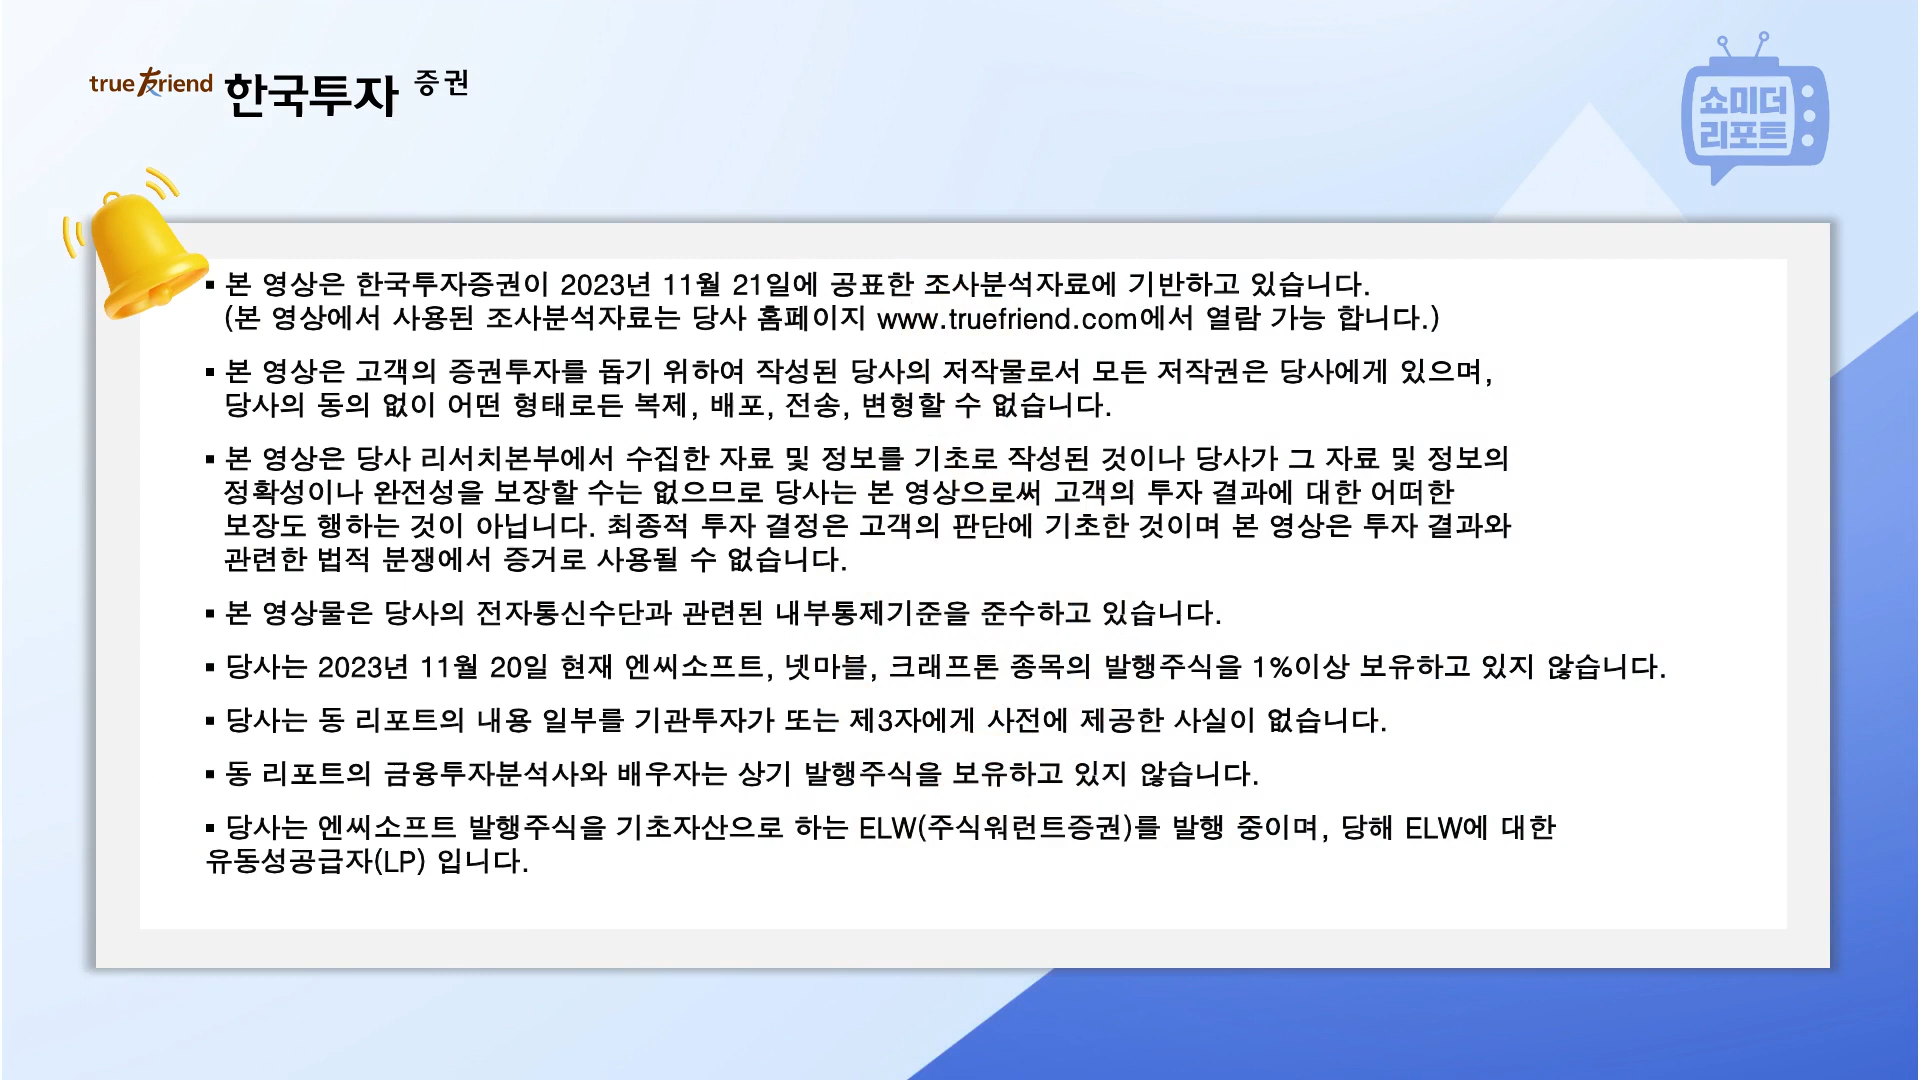 true友riend 한국투자 증권
쇼미더
리포트
▪ 본 영상은 한국투자증권이 2023년 11월 21일에 공표한 조사분석자료에 기반하고 있습니다.
(본 영상에서 사용된 조사분석자료는 당사 홈페이지 www.truefriend.com에서 열람 가능 합니다.)
▪ 본 영상은 고객의 증권투자를 돕기 위하여 작성된 당사의 저작물로서 모든 저작권은 당사에게 있으며,
당사의 동의 없이 어떤 형태로든 복제, 배포, 전송, 변형할 수 없습니다.
▪ 본 영상은 당사 리서치본부에서 수집한 자료 및 정보를 기초로 작성된 것이나 당사가 그 자료 및 정보의
정확성이나 완전성을 보장할 수는 없으므로 당사는 본 영상으로써 고객의 투자 결과에 대한 어떠한
보장도 행하는 것이 아닙니다. 최종적 투자 결정은 고객의 판단에 기초한 것이며 본 영상은 투자 결과와
관련한 법적 분쟁에서 증거로 사용될 수 없습니다.
▪ 본 영상물은 당사의 전자통신수단과 관련된 내부통제기준을 준수하고 있습니다.
▪ 당사는 2023년 11월 20일 현재 엔씨소프트, 넷마블, 크래프톤 종목의 발행주식을 1%이상 보유하고 있지 않습니다.
▪ 당사는 동 리포트의 내용 일부를 기관투자가 또는 제3자에게 사전에 제공한 사실이 없습니다.
▪ 동 리포트의 금융투자분석사와 배우자는 상기 발행주식을 보유하고 있지 않습니다.
▪ 당사는 엔씨소프트 발행주식을 기초자산으로 하는 ELW(주식워런트증권)를 발행 중이며, 당해 ELW에 대한
유동성공급자(LP) 입니다.